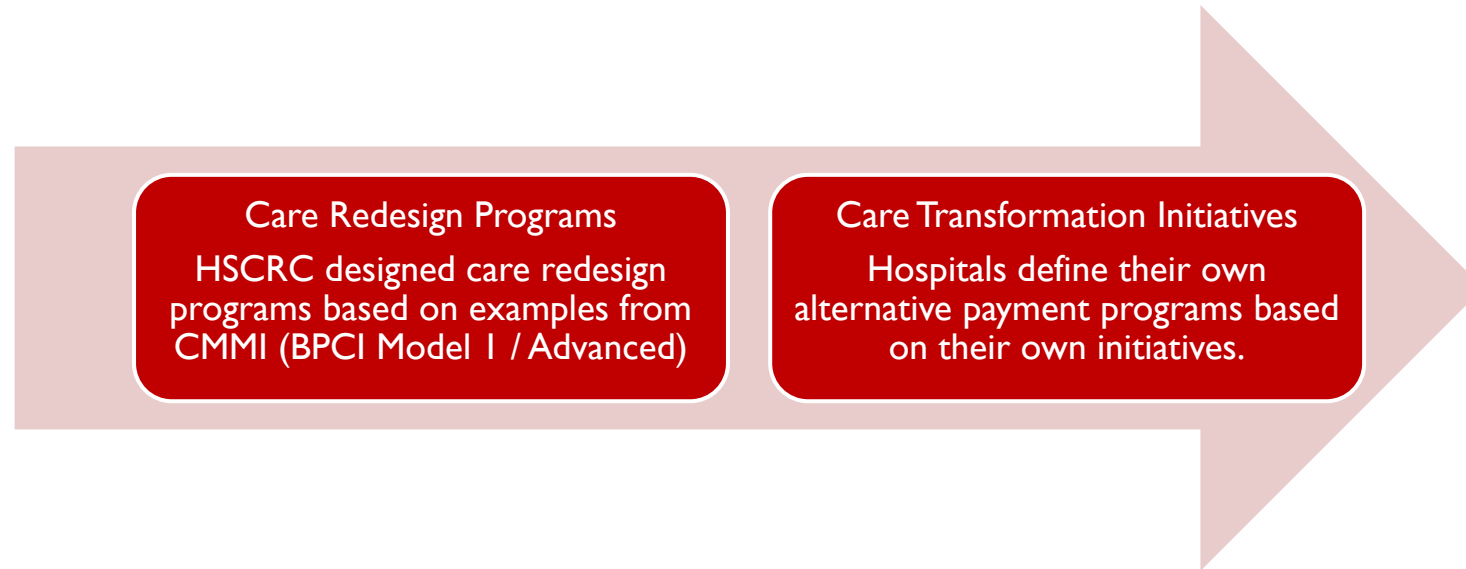 Care Redesign Programs
HSCRC designed care redesign
programs based on examples from
CMMI (BPCI Model 1 / Advanced)
Care Transformation Initiatives
Hospitals define their own
alternative payment programs based
on their own initiatives.